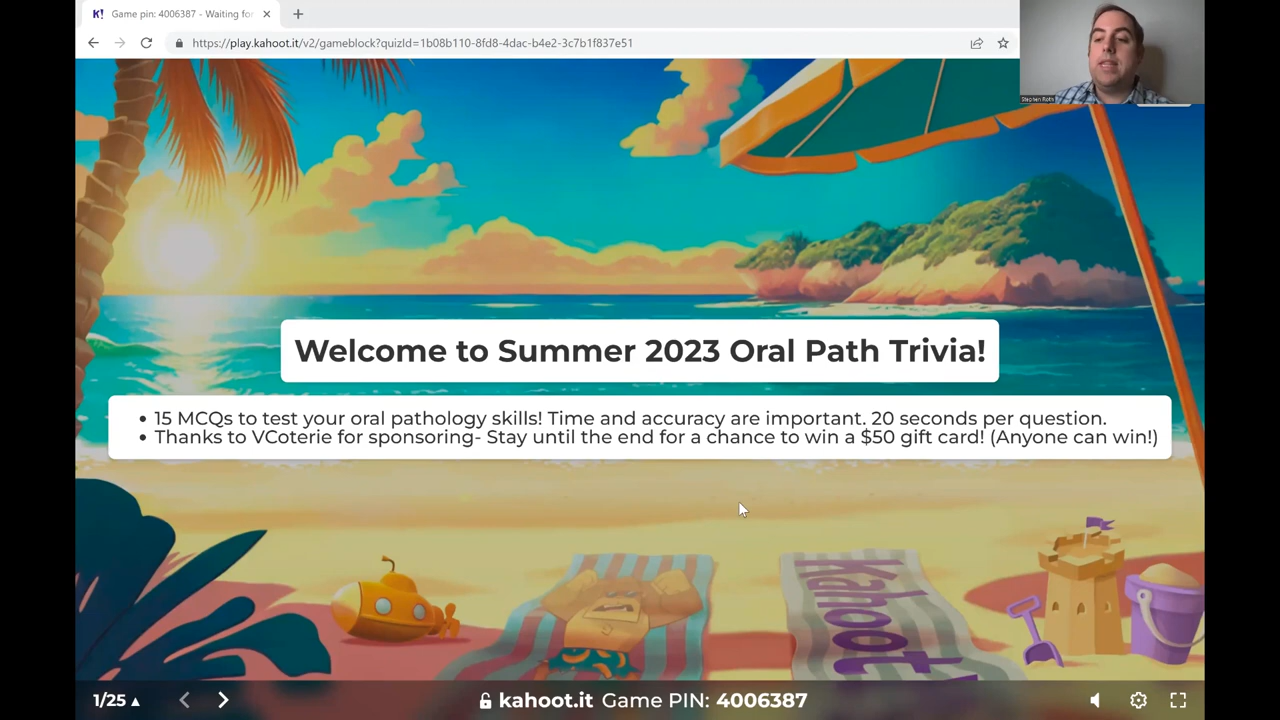 Game pin: 4006387 - Waiting for
https://play.kahoot.it/v2/gameblock?quizId=1b08b110-8fd8-4dac-b4e2-3c7b1f837e51
Stephen Roth
Welcome to Summer 2023 Oral Path Trivia!
• 15 MCQs to test your oral pathology skills! Time and accuracy are important. 20 seconds per question.
• Thanks to VCoterie for sponsoring- Stay until the end for a chance to win a $50 gift card! (Anyone can win!)
Kahoot!
1/25
kahoot.it Game PIN: 4006387